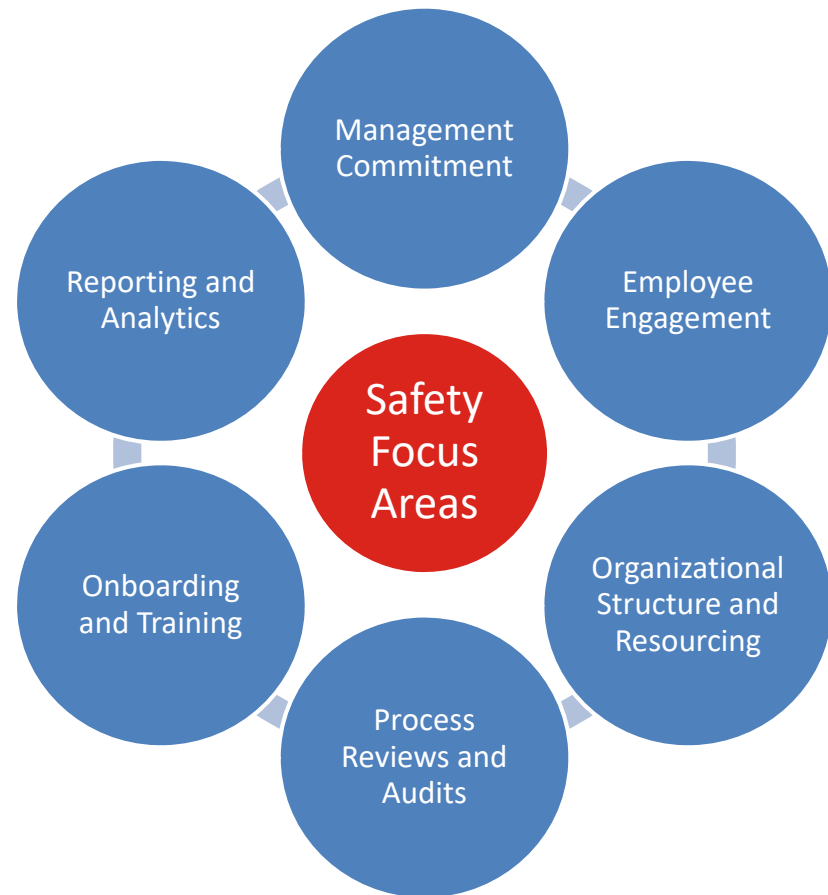 Management
Commitment
Employee
Engagement
Organizational
Structure and
Resourcing
Process
Reviews and
Audits
Onboarding
and Training
Reporting and
Analytics
Safety
Focus
Areas